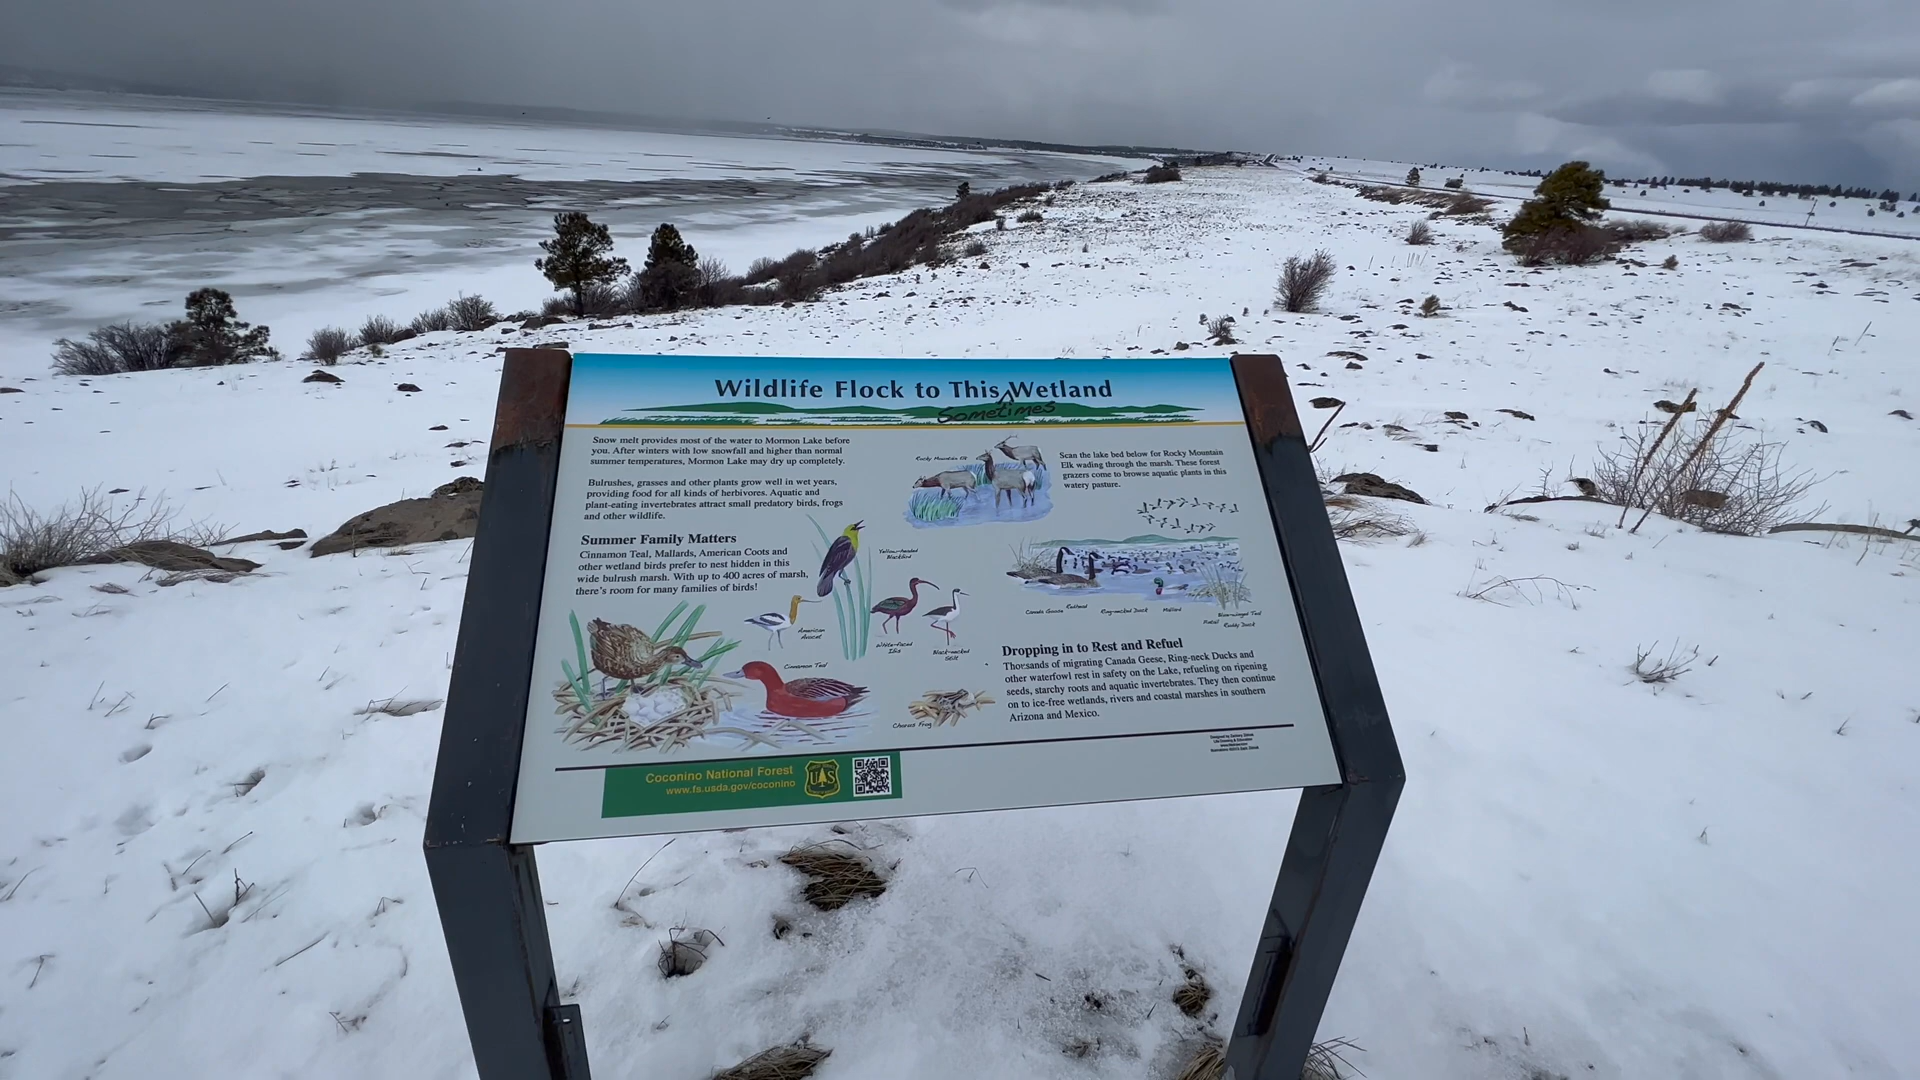 Wildlife Flock to This Wetland
Sometimes
Snow melt provides most of the water to Mormon Lake before
you. After winters with low snowfall and higher than normal
summer temperatures, Mormon Lake may dry up completely.
Bulrushes, grasses and other plants grow well in wet years,
providing food for all kinds of herbivores. Aquatic and
plant-eating invertebrates attract small predatory birds, frogs
and other wildlife.
Summer Family Matters
Cinnamon Teal, Mallards, American Coots and
other wetland birds prefer to nest hidden in this
wide bulrush marsh. With up to 400 acres of marsh,
there's room for many families of birds!
Yellow-headed
Blackbird
American
Avocet
White-faced
Ibis
Black-necked
Stilt
Cinnamon Teal
Chorus Frog
Rocky Mountain Elk
Scan the lake bed below for Rocky Mountain
Elk wading through the marsh. These forest
grazers come to browse aquatic plants in this
watery pasture.
Canada Goose
Redhead
Ring-necked Duck
Mallard
Blue-winged Teal
Ruddy Duck
Dropping in to Rest and Refuel
Thousands of migrating Canada Geese, Ring-neck Ducks and
other waterfowl rest in safety on the Lake, refueling on ripening
seeds, starchy roots and aquatic invertebrates. They then continue
on to ice-free wetlands, rivers and coastal marshes in southern
Arizona and Mexico.
Coconino National Forest
www.fs.usda.gov/coconino
US